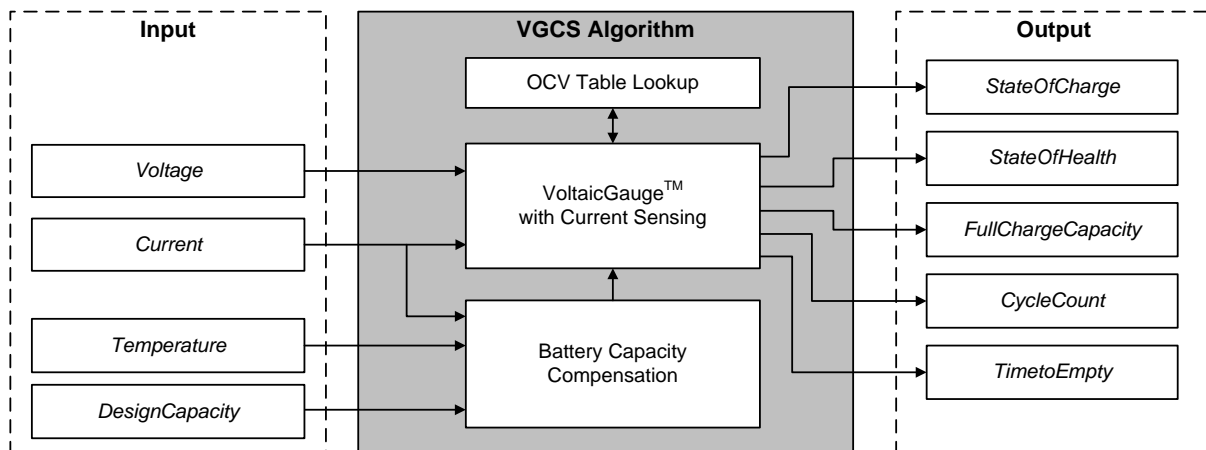 Input
VGCS Algorithm
Output
OCV Table Lookup
StateOfCharge
Voltage
VoltaicGauge™
with Current Sensing
StateOfHealth
Current
FullChargeCapacity
CycleCount
Temperature
Battery Capacity
Compensation
TimetoEmpty
DesignCapacity